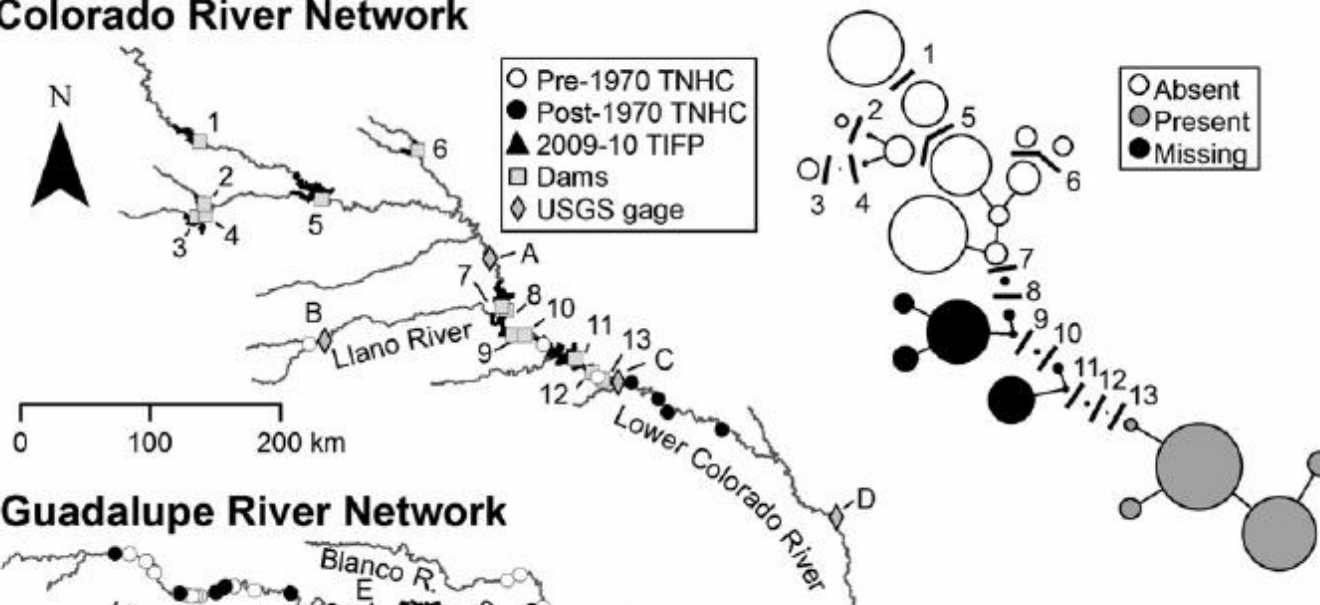 Colorado River Network
N
1
2
3
4
5
6
7
8
9
10
11
12
13
A
B
C
D
Llano River
Lower Colorado River
0 100 200 km
Pre-1970 TNHC
Post-1970 TNHC
2009-10 TIFP
Dams
USGS gage
1
2
3
4
5
6
7
8
9
10
11
12
13
Absent
Present
Missing
Guadalupe River Network
Blanco R.
E